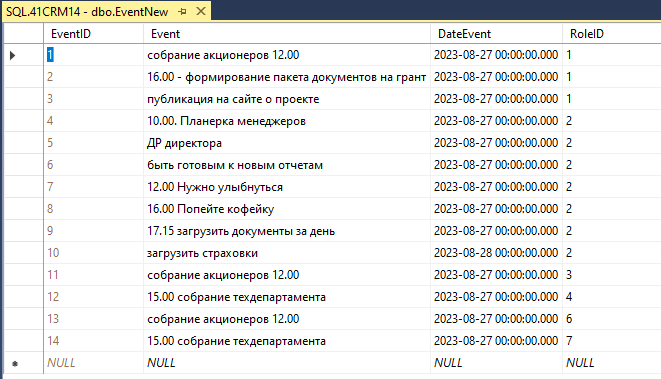 SQL.41CRM14 - dbo.EventNew
EventID Event DateEvent RoleID
1 собрание акционеров 12.00 2023-08-27 00:00:00.000 1
2 16.00 - формирование пакета документов на грант 2023-08-27 00:00:00.000 1
3 публикация на сайте о проекте 2023-08-27 00:00:00.000 1
4 10.00. Планерка менеджеров 2023-08-27 00:00:00.000 2
5 ДР директора 2023-08-27 00:00:00.000 2
6 быть готовым к новым отчетам 2023-08-27 00:00:00.000 2
7 12.00 Нужно улыбнуться 2023-08-27 00:00:00.000 2
8 16.00 Попейте кофейку 2023-08-27 00:00:00.000 2
9 17.15 загрузить документы за день 2023-08-27 00:00:00.000 2
10 загрузить страховки 2023-08-28 00:00:00.000 2
11 собрание акционеров 12.00 2023-08-27 00:00:00.000 3
12 15.00 собрание техдепартамента 2023-08-27 00:00:00.000 4
13 собрание акционеров 12.00 2023-08-27 00:00:00.000 6
14 15.00 собрание техдепартамента 2023-08-27 00:00:00.000 7
NULL NULL NULL NULL